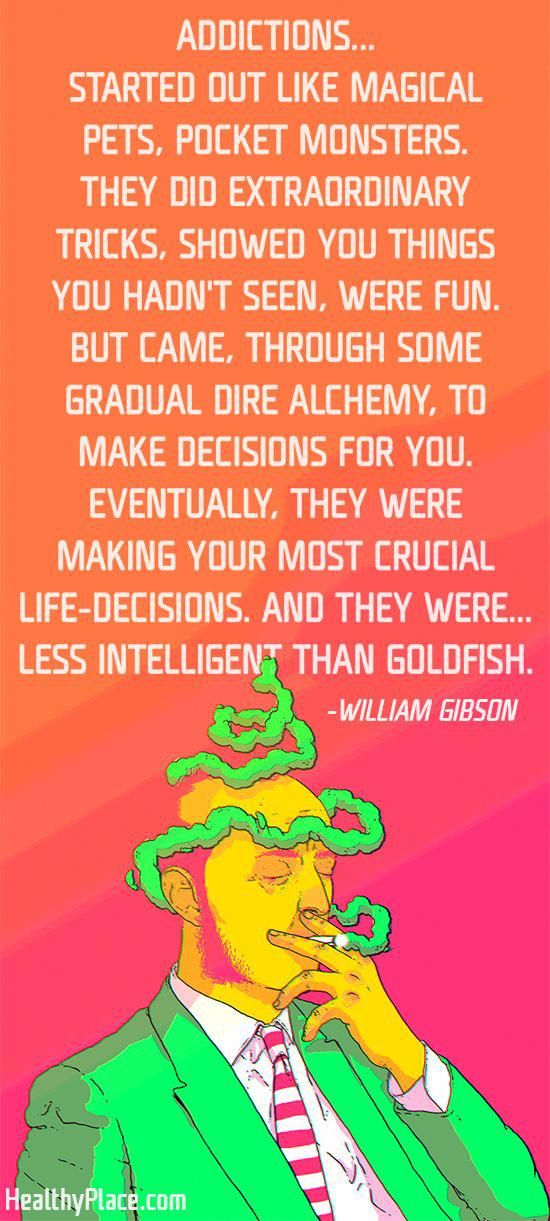 ADDICTIONS...
STARTED OUT LIKE MAGICAL
PETS, POCKET MONSTERS.
THEY DID EXTRAORDINARY
TRICKS, SHOWED YOU THINGS
YOU HADN'T SEEN, WERE FUN.
BUT CAME, THROUGH SOME
GRADUAL DIRE ALCHEMY, TO
MAKE DECISIONS FOR YOU.
EVENTUALLY, THEY WERE
MAKING YOUR MOST CRUCIAL
LIFE-DECISIONS. AND THEY WERE...
LESS INTELLIGENT THAN GOLDFISH.
-WILLIAM GIBSON
HealthyPlace.com